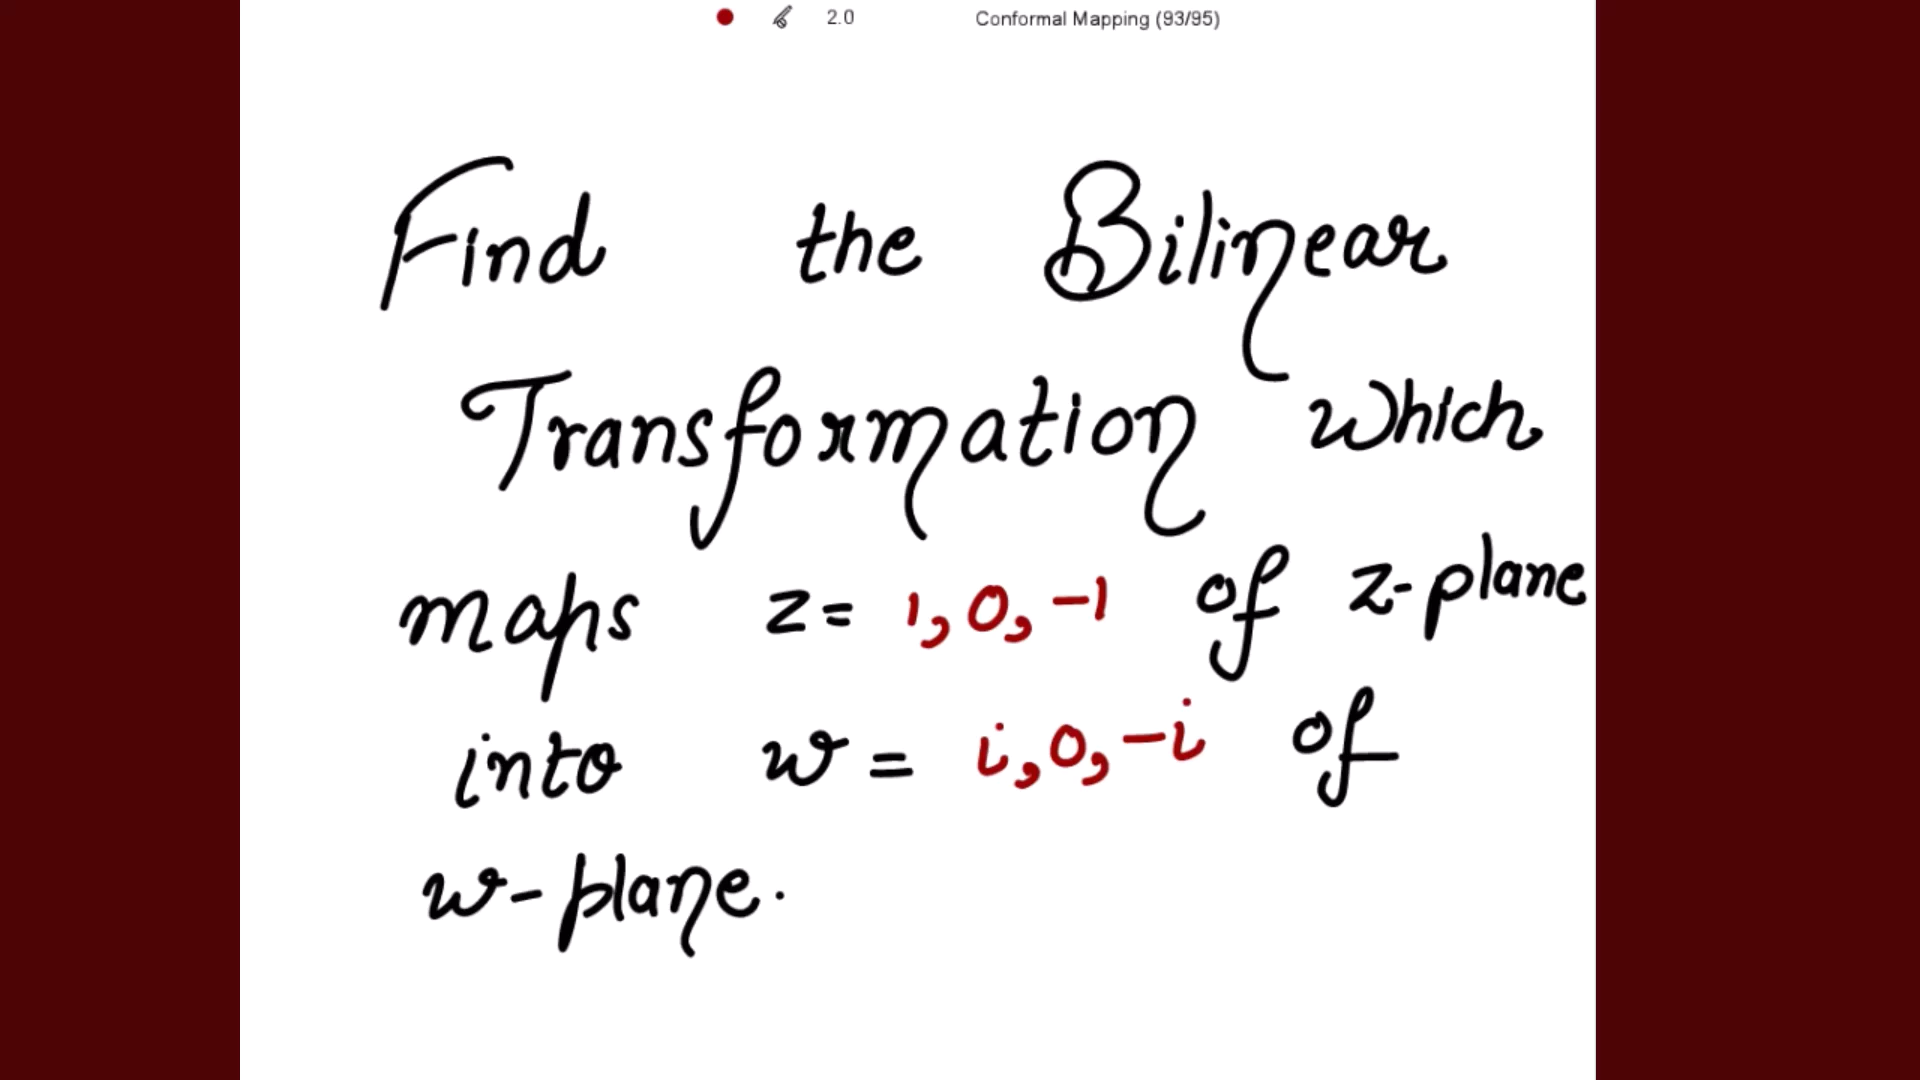 2.0 Conformal Mapping (93/95)
Find the Bilinear
Transformation which
maps z= 1, 0, -1 of z-plane
into w = i, 0, -i of
w-plane.